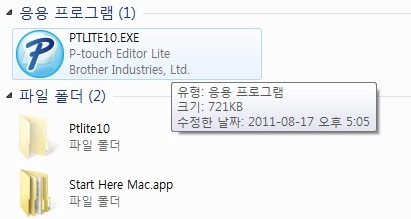 응용 프로그램 (1)
PTLITE10.EXE
P-touch Editor Lite
Brother Industries, Ltd.
유형: 응용 프로그램
크기: 721KB
수정한 날짜: 2011-08-17 오후 5:05
파일 폴더 (2)
Ptlite10
파일 폴더
Start Here Mac.app
파일 폴더